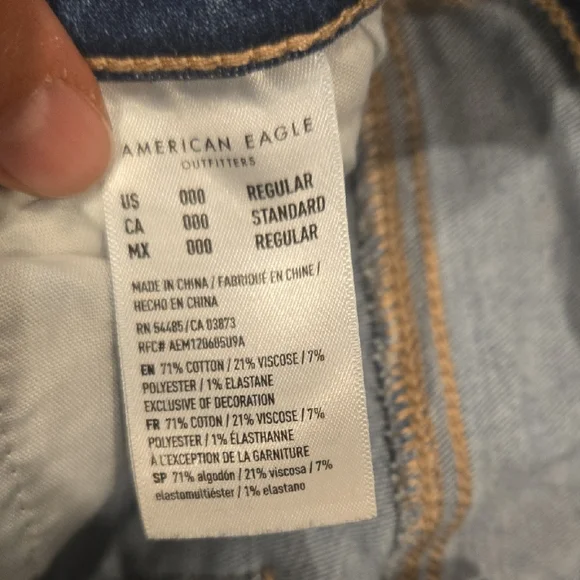 AMERICAN EAGLE
OUTFITTERS
US 000 REGULAR
CA 000 STANDARD
MX 000 REGULAR
MADE IN CHINA / FABRIQUÉ EN CHINE /
HECHO EN CHINA
RN 54485/CA 03873
RFC# AEM120605U9A
EN 71% COTTON / 21% VISCOSE / 7%
POLYESTER / 1% ELASTANE
EXCLUSIVE OF DECORATION
FR 71% COTON / 21% VISCOSE / 7%
POLYESTER / 1% ÉLASTHANNE
À L'EXCEPTION DE LA GARNITURE
SP 71% algodón / 21% viscosa / 7%
elastomultiéster / 1% elastano